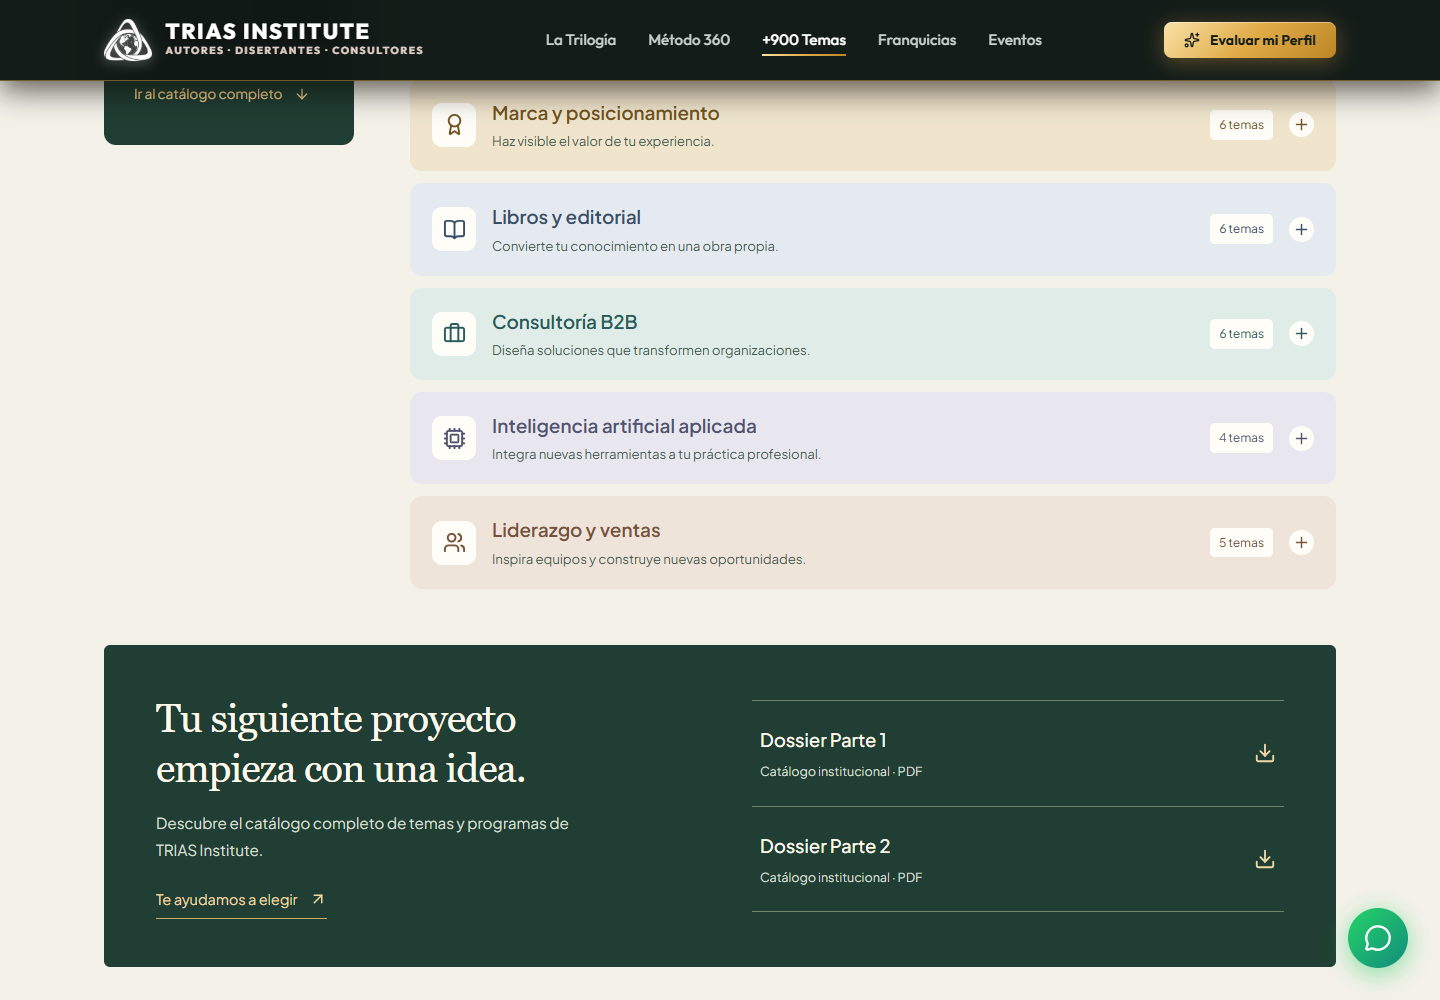 TRIAS INSTITUTE
AUTORES · DISERTANTES · CONSULTORES
La Trilogía
Método 360
+900 Temas
Franquicias
Eventos
Evaluar mi Perfil
Ir al catálogo completo
Marca y posicionamiento
Haz visible el valor de tu experiencia.
6 temas
Libros y editorial
Convierte tu conocimiento en una obra propia.
6 temas
Consultoría B2B
Diseña soluciones que transformen organizaciones.
6 temas
Inteligencia artificial aplicada
Integra nuevas herramientas a tu práctica profesional.
4 temas
Liderazgo y ventas
Inspira equipos y construye nuevas oportunidades.
5 temas
Tu siguiente proyecto
empieza con una idea.
Descubre el catálogo completo de temas y programas de
TRIAS Institute.
Te ayudamos a elegir
Dossier Parte 1
Catálogo institucional · PDF
Dossier Parte 2
Catálogo institucional · PDF